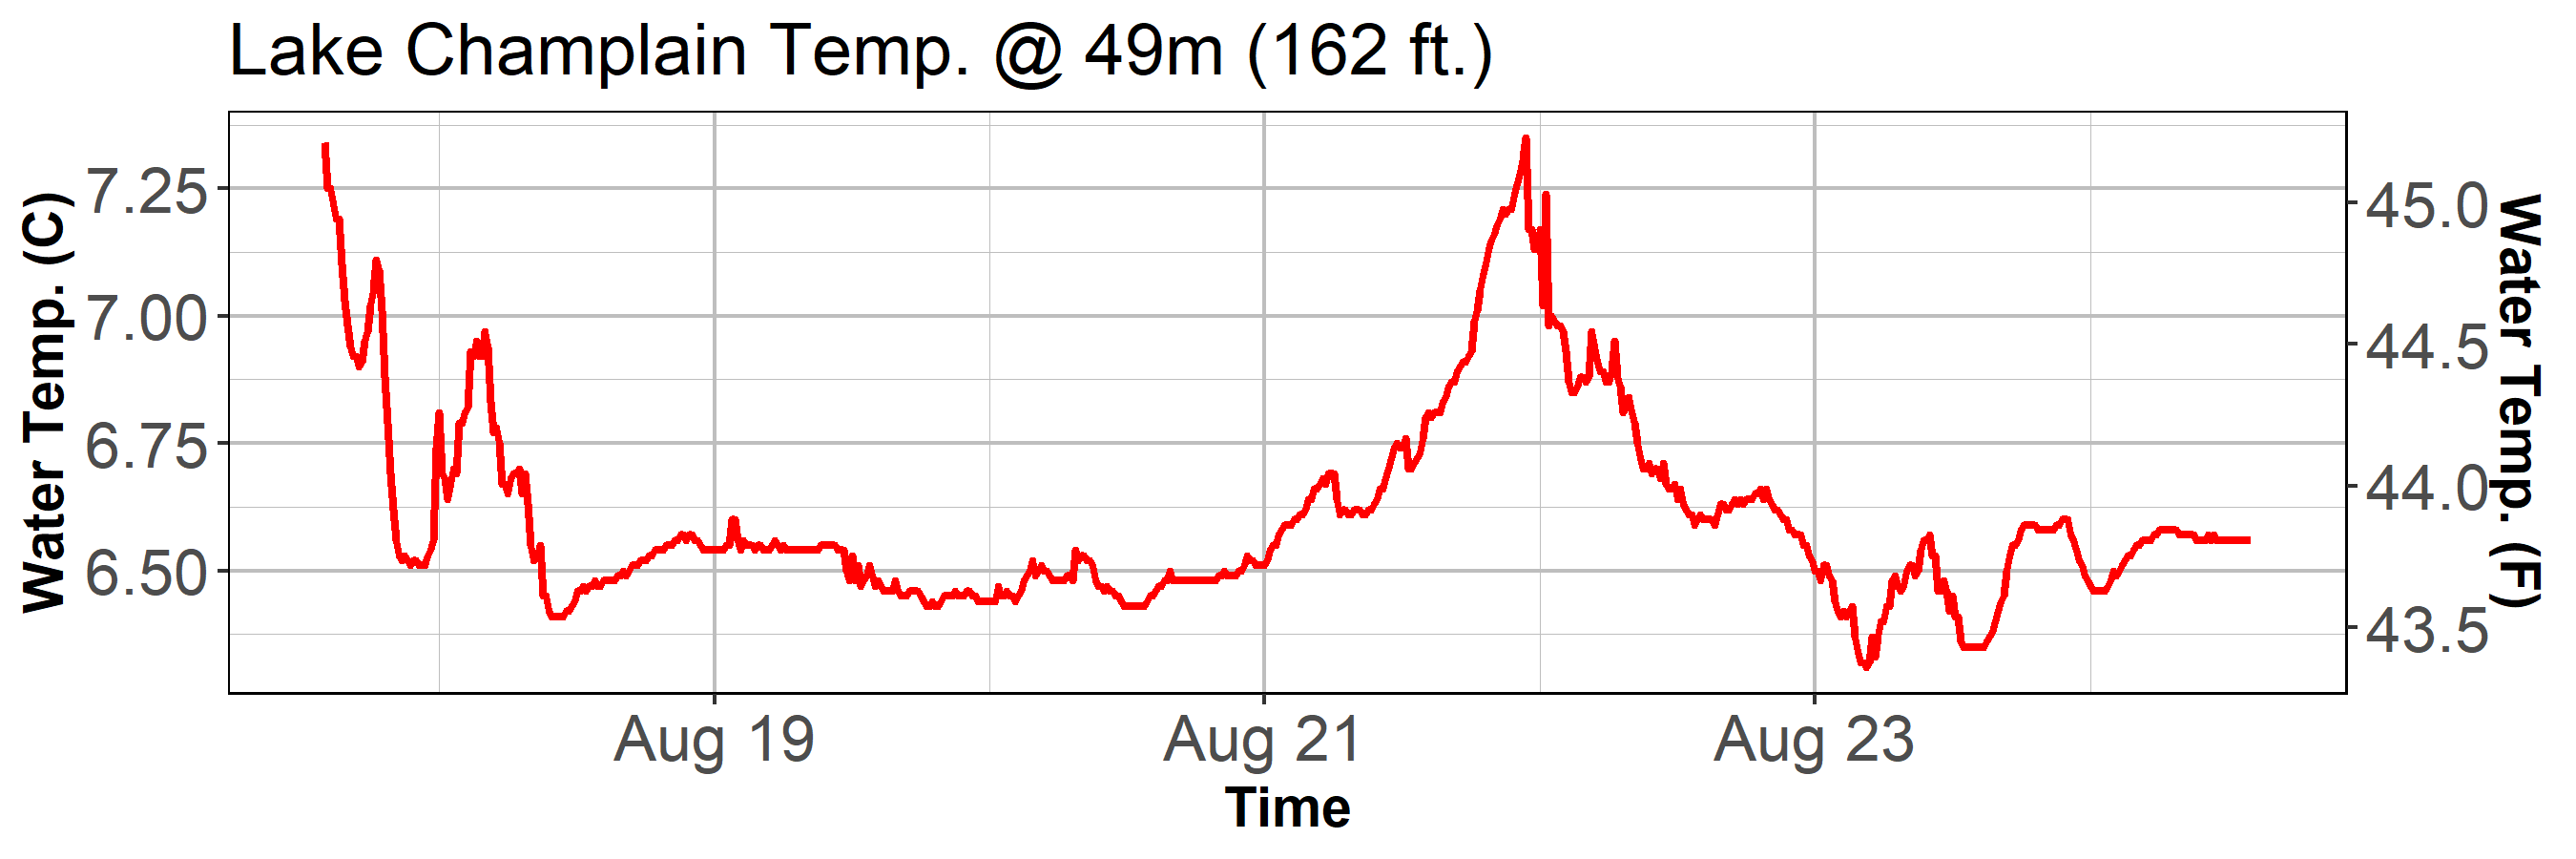 Lake Champlain Temp. @ 49m (162 ft.)
Water Temp. (C)
7.25
7.00
6.75
6.50
45.0
44.5
44.0
43.5
Water Temp. (F)
Aug 19 Aug 21 Aug 23
Time